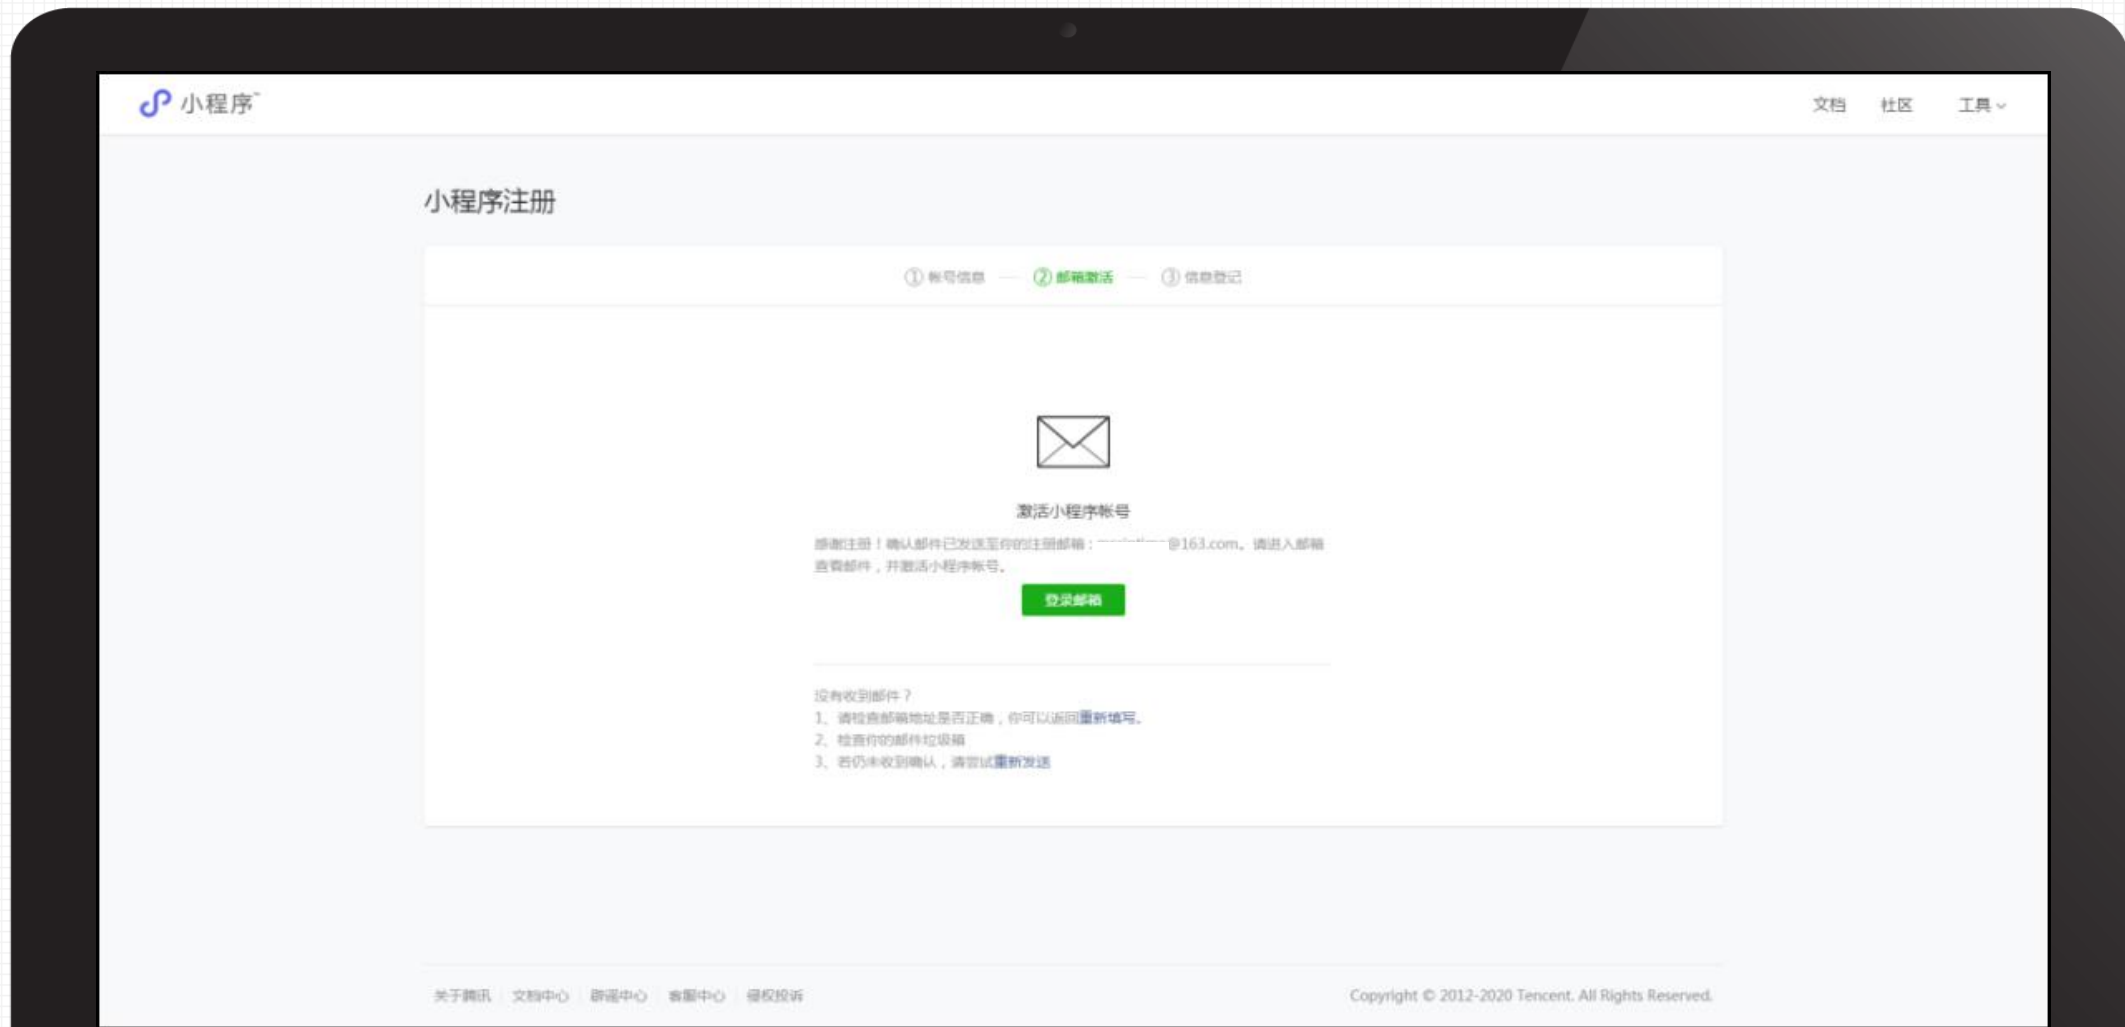 小程序
文档 社区 工具
小程序注册
① 帐号信息 — ② 邮箱激活 — ③ 信息登记
激活小程序帐号
感谢注册！确认邮件已发送至你的注册邮箱：@163.com。请进入邮箱
查看邮件，并激活小程序帐号。
登录邮箱
没有收到邮件？
1、请检查邮箱地址是否正确，你可以返回重新填写。
2、检查你的邮件垃圾箱
3、若仍未收到确认，请尝试重新发送
关于腾讯 文档中心 辟谣中心 客服中心 侵权投诉
Copyright © 2012-2020 Tencent. All Rights Reserved.